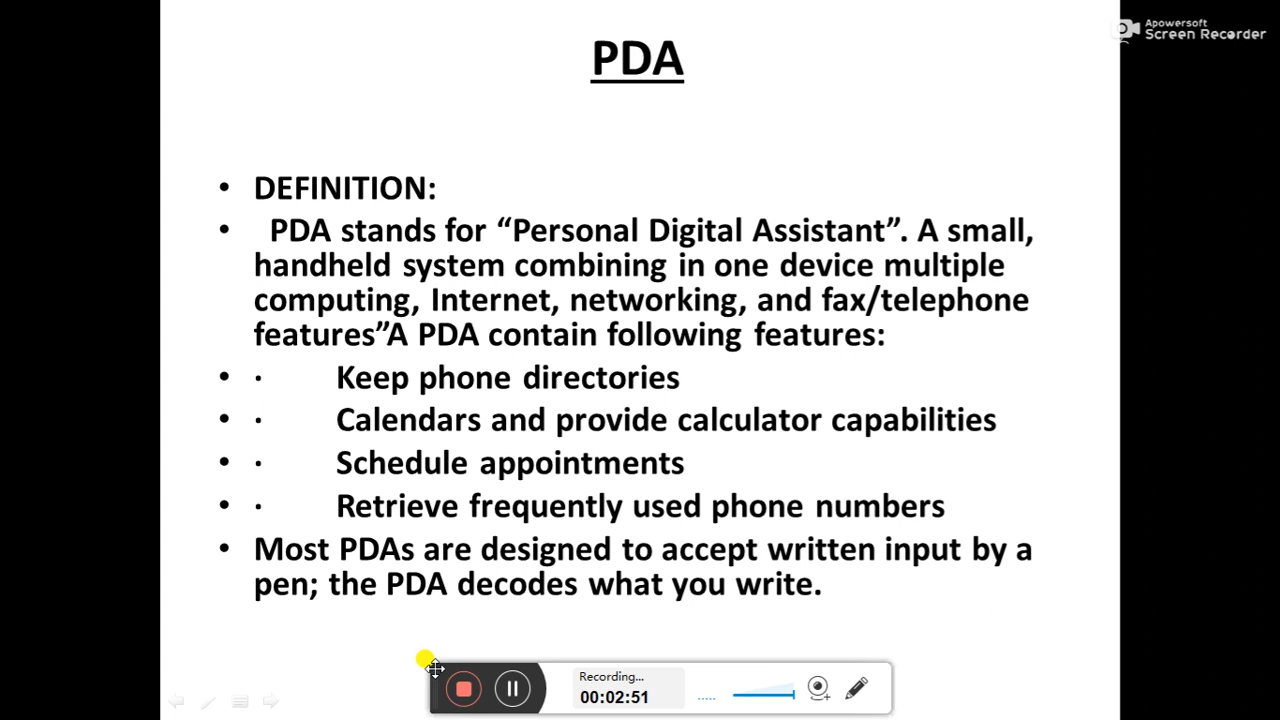 Apowersoft
Screen Recorder
PDA
• DEFINITION:
• PDA stands for “Personal Digital Assistant”. A small,
handheld system combining in one device multiple
computing, Internet, networking, and fax/telephone
features”A PDA contain following features:
• · Keep phone directories
• · Calendars and provide calculator capabilities
• · Schedule appointments
• · Retrieve frequently used phone numbers
• Most PDAs are designed to accept written input by a
pen; the PDA decodes what you write.
Recording...
00:02:51